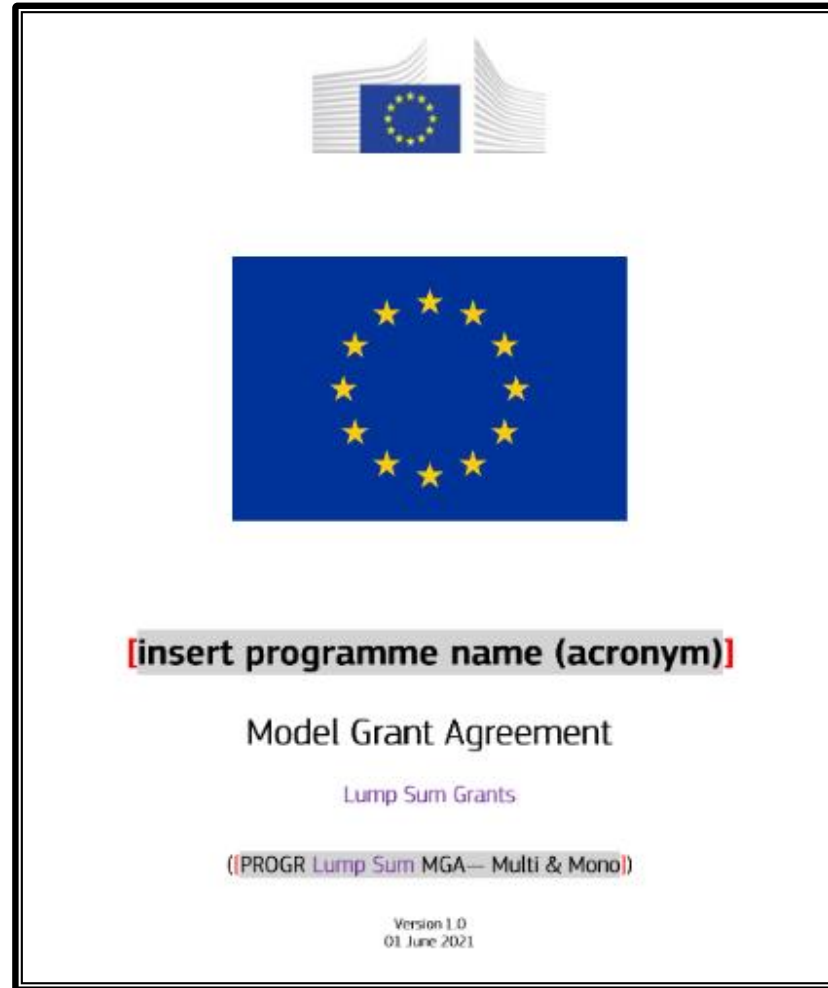 [insert programme name (acronym)]
Model Grant Agreement
Lump Sum Grants
([PROGR Lump Sum MGA— Multi & Mono])
Version 1.0
01 June 2021